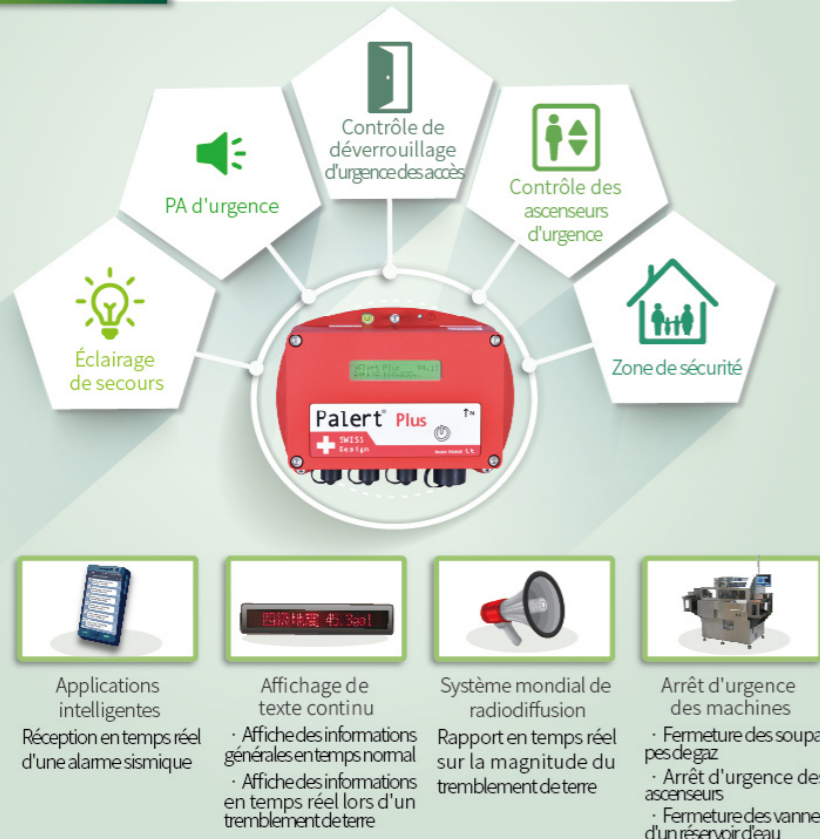 Contrôle de
déverrouillage
d'urgence des accès
PA d'urgence
Contrôle des
ascenseurs
d'urgence
Éclairage
de secours
Zone de sécurité
Palert Plus
SWISS
Design
N
Applications
intelligentes
Réception en temps réel
d'une alarme sismique
Affichage de
texte continu
· Affiche des informations
générales en temps normal
· Affiche des informations
en temps réel lors d'un
tremblement de terre
Système mondial de
radiodiffusion
Rapport en temps réel
sur la magnitude du
tremblement de terre
Arrêt d'urgence
des machines
· Fermeture des soupa
pes de gaz
· Arrêt d'urgence des
ascenseurs
· Fermeture des vanne
d'un réservoir d'eau